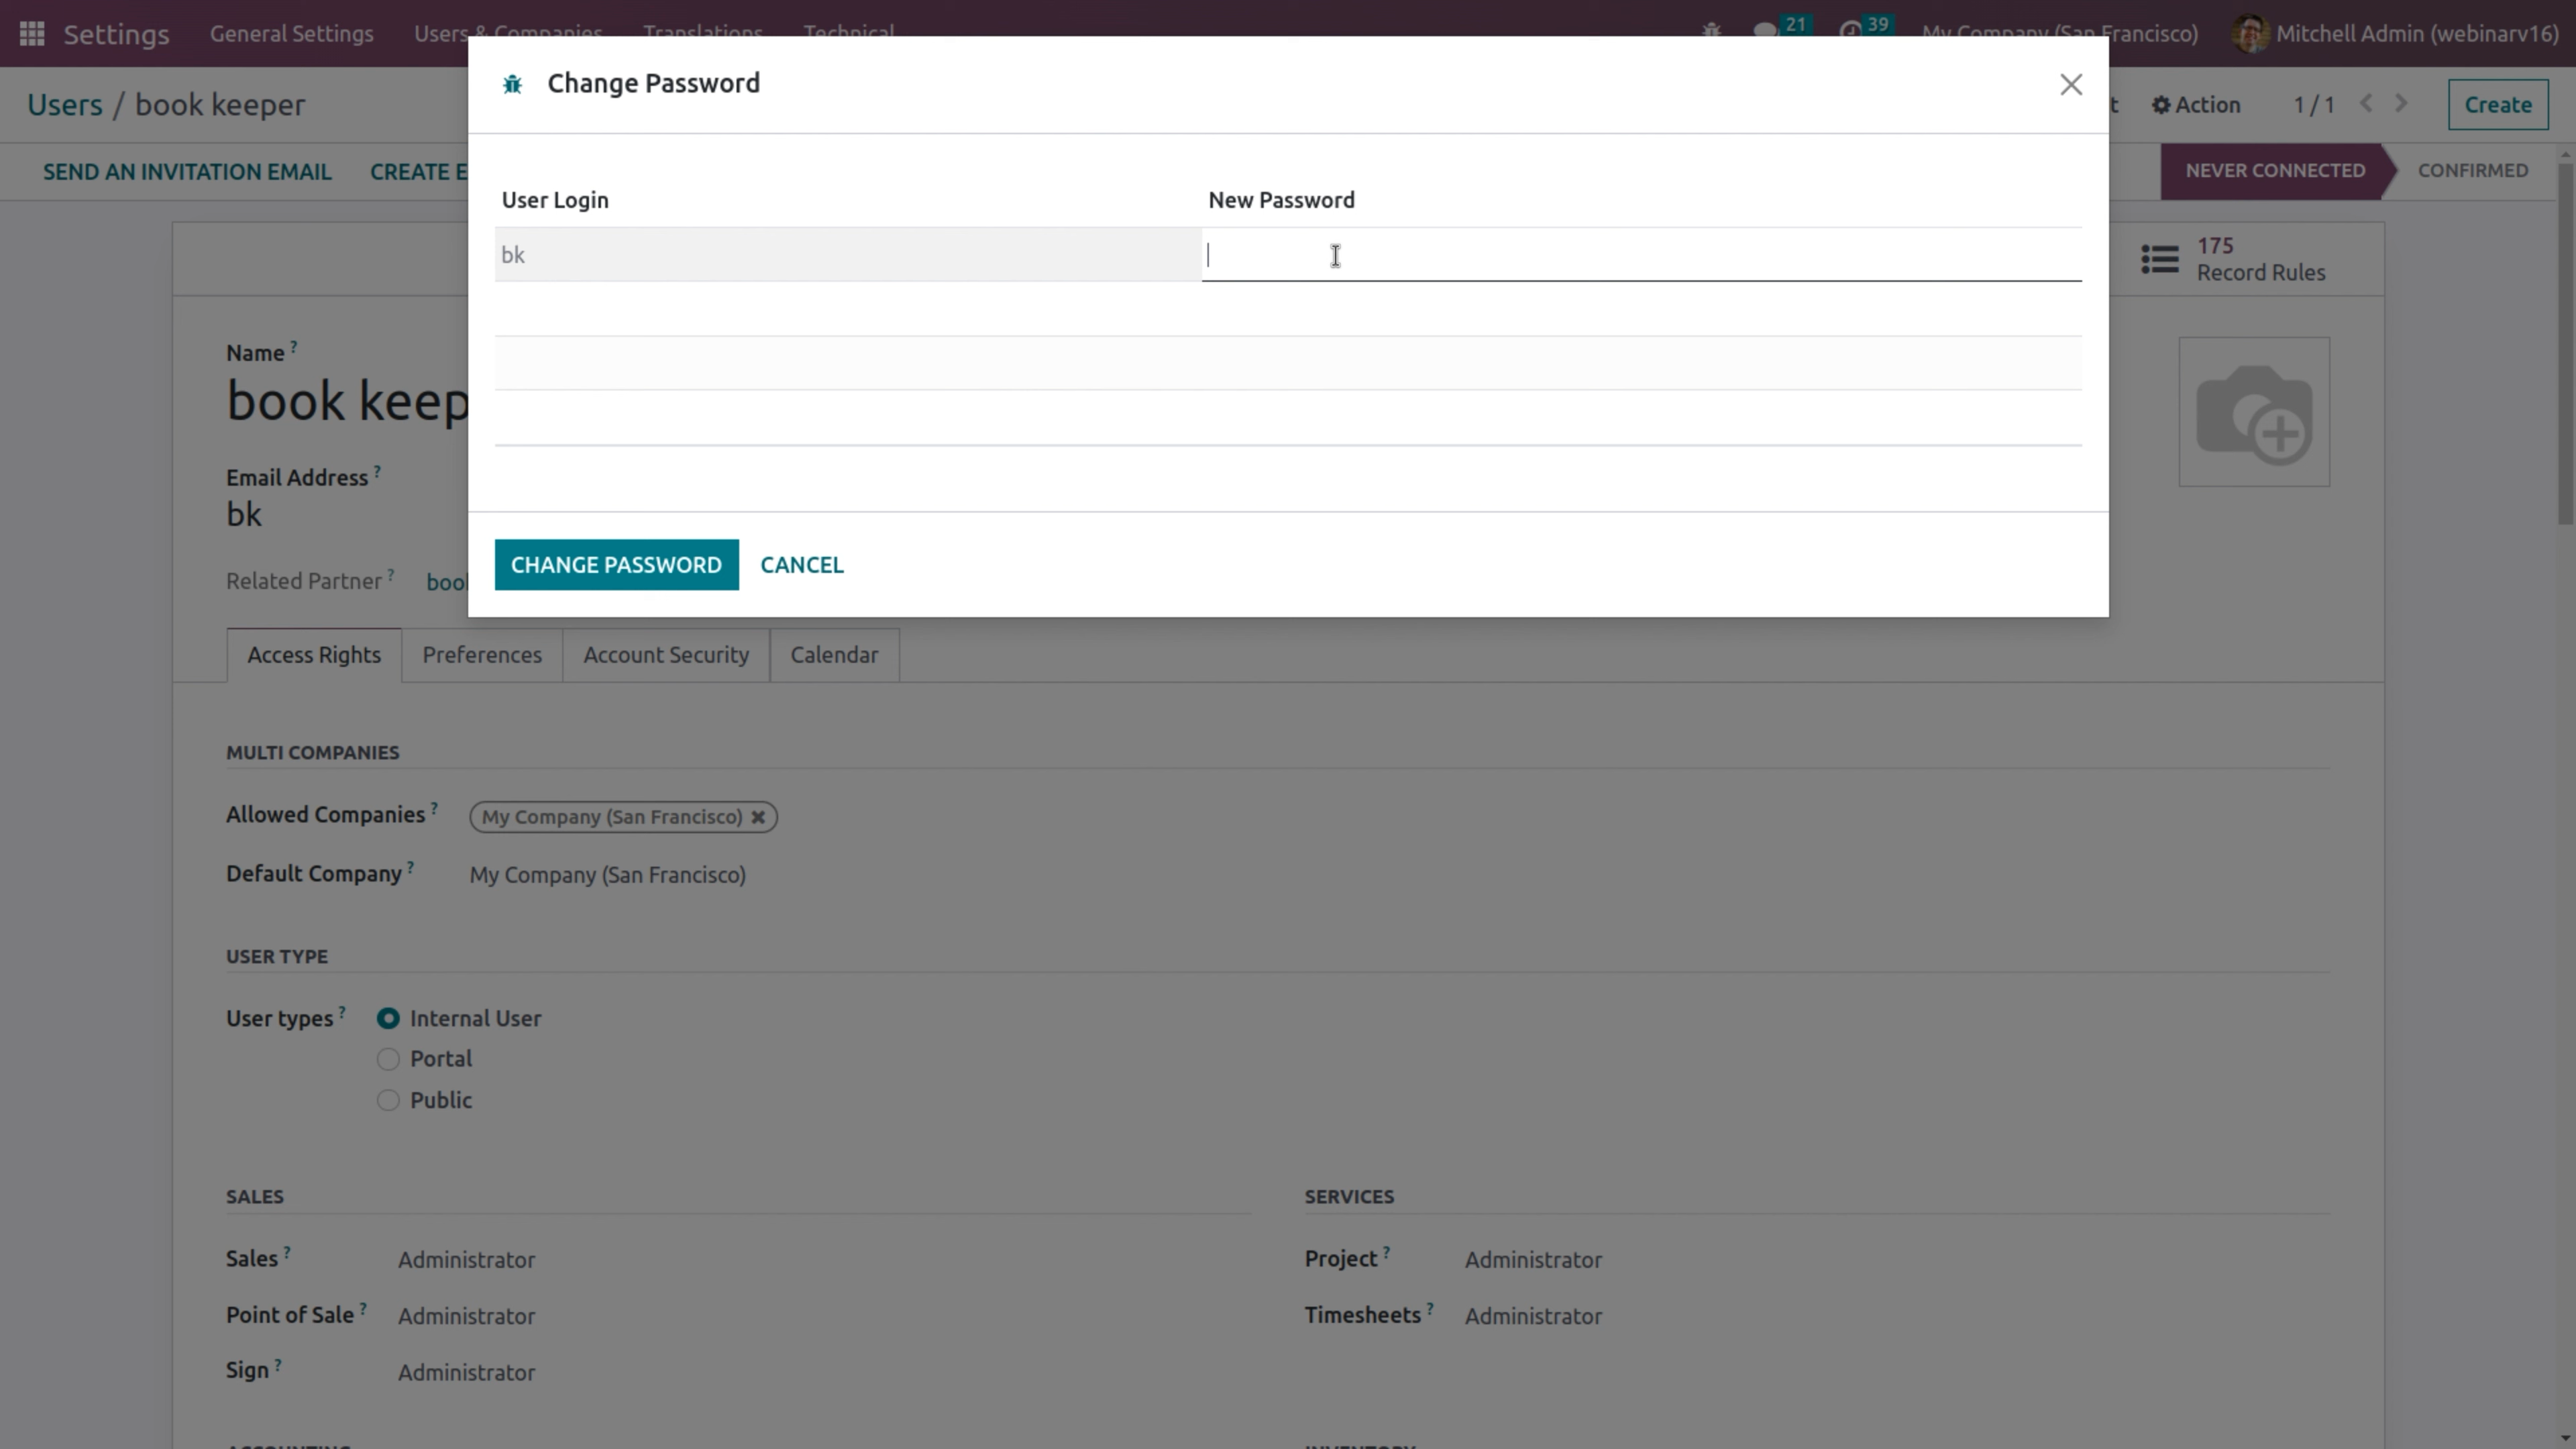 Settings General Settings Users & Companies Translations Technical 21 39 My Company (San Francisco) Mitchell Admin (webinarv16)
Change Password
Users / book keeper Action 1 / 1 Create
SEND AN INVITATION EMAIL CREATE E NEVER CONNECTED CONFIRMED
User Login New Password
bk
175
Record Rules
Name ?
book keep
Email Address ?
bk
Related Partner ? boo
CHANGE PASSWORD CANCEL
Access Rights Preferences Account Security Calendar
MULTI COMPANIES
Allowed Companies ? My Company (San Francisco)
Default Company ? My Company (San Francisco)
USER TYPE
User types ? Internal User
Portal
Public
SALES SERVICES
Sales ? Administrator Project ? Administrator
Point of Sale ? Administrator Timesheets ? Administrator
Sign ? Administrator